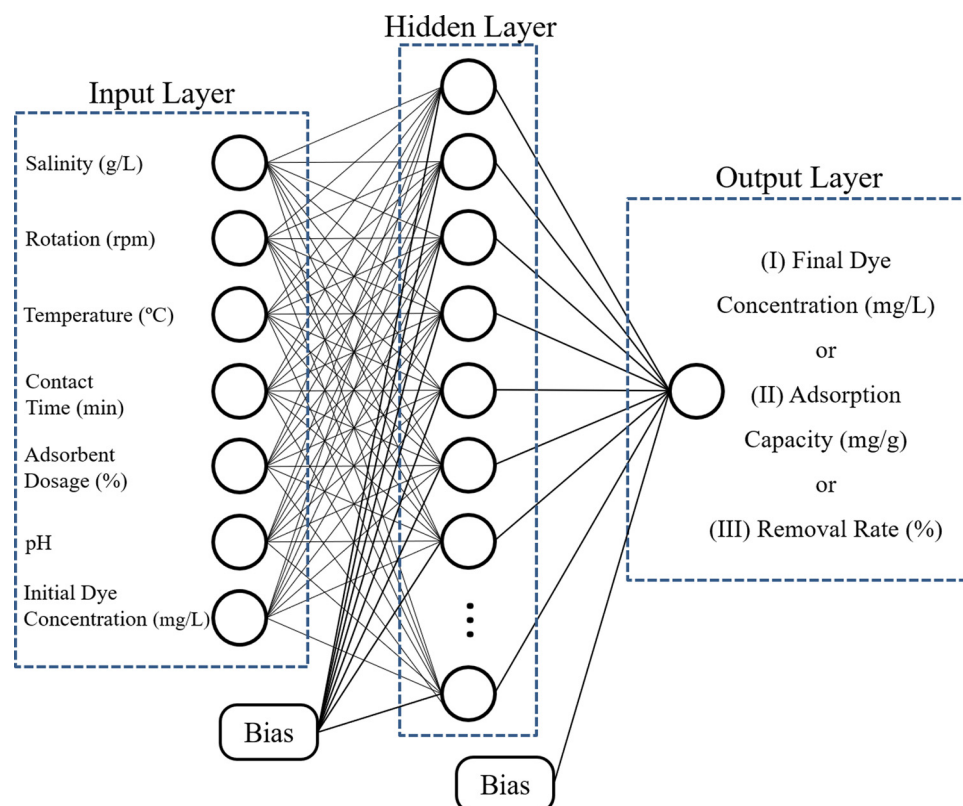 Hidden Layer
Input Layer
Salinity (g/L)
Rotation (rpm)
Temperature (ºC)
Contact
Time (min)
Adsorbent
Dosage (%)
pH
Initial Dye
Concentration (mg/L)
Bias
Bias
Output Layer
(I) Final Dye
Concentration (mg/L)
or
(II) Adsorption
Capacity (mg/g)
or
(III) Removal Rate (%)